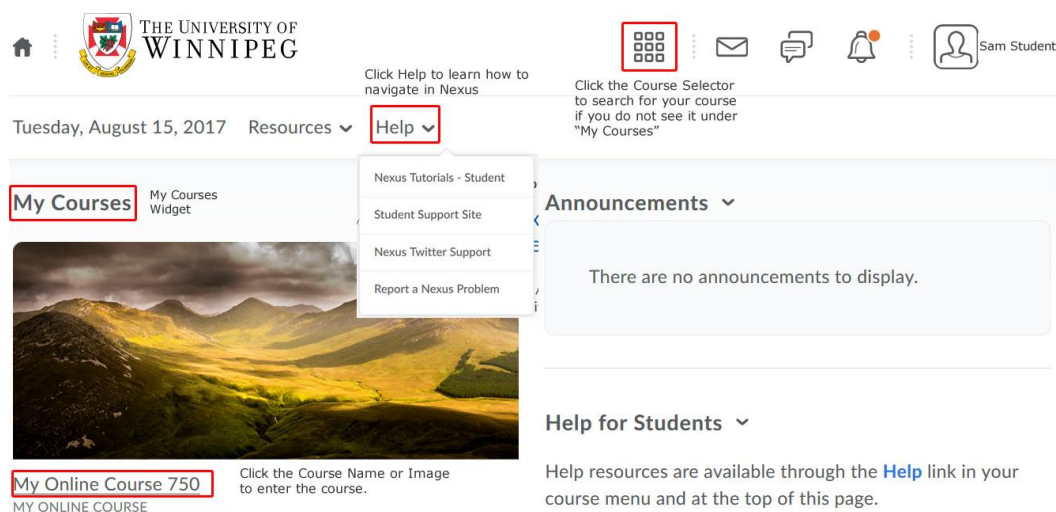 THE UNIVERSITY OF
WINNIPEG
Sam Student
Click Help to learn how to
navigate in Nexus
Click the Course Selector
to search for your course
if you do not see it under
"My Courses"
Tuesday, August 15, 2017 Resources Help
Nexus Tutorials - Student
Student Support Site
Nexus Twitter Support
Report a Nexus Problem
My Courses
My Courses
Widget
Announcements
There are no announcements to display.
My Online Course 750
MY ONLINE COURSE
Click the Course Name or Image
to enter the course.
Help for Students
Help resources are available through the Help link in your
course menu and at the top of this page.